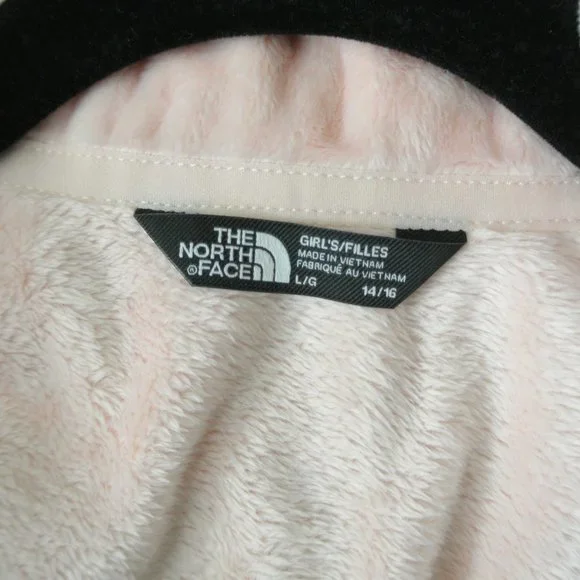 THE
NORTH
®FACE
GIRL'S/FILLES
MADE IN VIETNAM
FABRIQUÉ AU VIETNAM
L/G 14/16